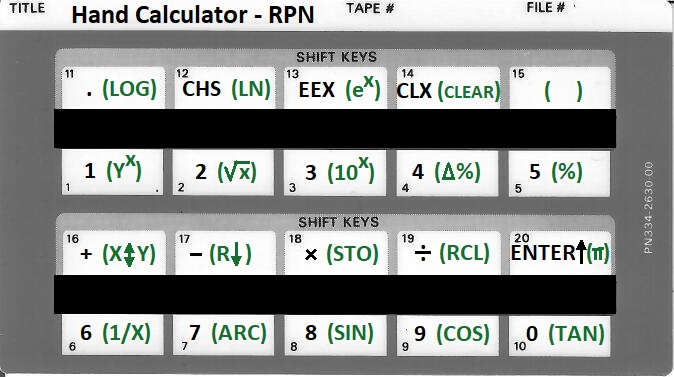 TITLE Hand Calculator - RPN TAPE # FILE #
SHIFT KEYS
11 . (LOG) 12 CHS (LN) 13 EEX (eˣ) 14 CLX (CLEAR) 15 ( )
1 (Yˣ) 1 . 2 (√x) 2 3 (10ˣ) 3 4 (Δ%) 4 5 (%) 5
SHIFT KEYS
16 + (X↕Y) 17 − (R↓) 18 × (STO) 19 ÷ (RCL) 20 ENTER↑ (π)
6 (1/X) 6 7 (ARC) 7 8 (SIN) 8 9 (COS) 9 0 (TAN) 10
PN334-2630-00